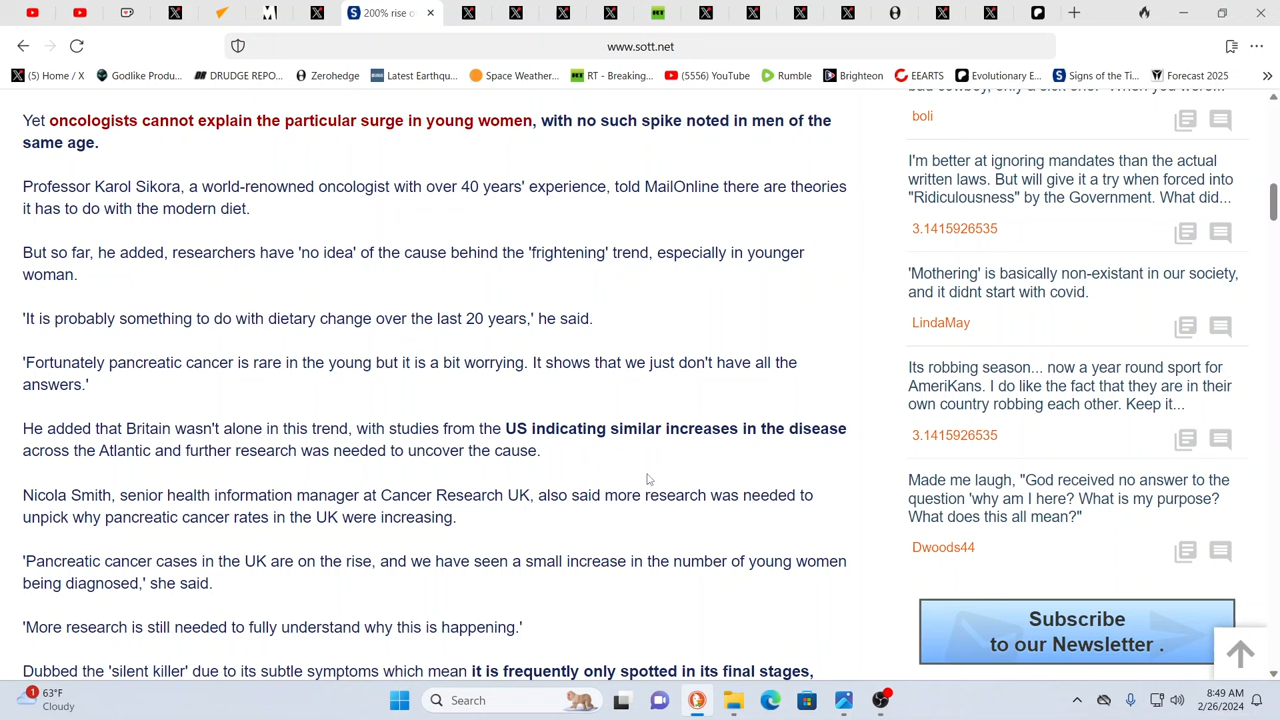 200% rise o
www.sott.net
(5) Home / X
Godlike Produ...
DRUDGE REPO...
Zerohedge
Latest Earthqu...
Space Weather...
RT - Breaking...
(5556) YouTube
Rumble
Brighteon
EEARTS
Evolutionary E...
Signs of the Ti...
Forecast 2025
Yet oncologists cannot explain the particular surge in young women, with no such spike noted in men of the
same age.
Professor Karol Sikora, a world-renowned oncologist with over 40 years' experience, told MailOnline there are theories
it has to do with the modern diet.
But so far, he added, researchers have 'no idea' of the cause behind the 'frightening' trend, especially in younger
woman.
'It is probably something to do with dietary change over the last 20 years,' he said.
'Fortunately pancreatic cancer is rare in the young but it is a bit worrying. It shows that we just don't have all the
answers.'
He added that Britain wasn't alone in this trend, with studies from the US indicating similar increases in the disease
across the Atlantic and further research was needed to uncover the cause.
Nicola Smith, senior health information manager at Cancer Research UK, also said more research was needed to
unpick why pancreatic cancer rates in the UK were increasing.
'Pancreatic cancer cases in the UK are on the rise, and we have seen a small increase in the number of young women
being diagnosed,' she said.
'More research is still needed to fully understand why this is happening.'
Dubbed the 'silent killer' due to its subtle symptoms which mean it is frequently only spotted in its final stages,
boli
I'm better at ignoring mandates than the actual
written laws. But will give it a try when forced into
"Ridiculousness" by the Government. What did...
3.1415926535
'Mothering' is basically non-existant in our society,
and it didnt start with covid.
LindaMay
Its robbing season... now a year round sport for
AmeriKans. I do like the fact that they are in their
own country robbing each other. Keep it...
3.1415926535
Made me laugh, "God received no answer to the
question 'why am I here? What is my purpose?
What does this all mean?"
Dwoods44
Subscribe
to our Newsletter .
1
63°F
Cloudy
Search
8:49 AM
2/26/2024